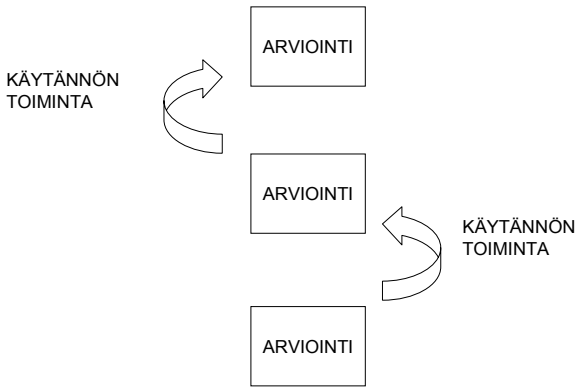 ARVIOINTI
KÄYTÄNNÖN
TOIMINTA
ARVIOINTI
KÄYTÄNNÖN
TOIMINTA
ARVIOINTI